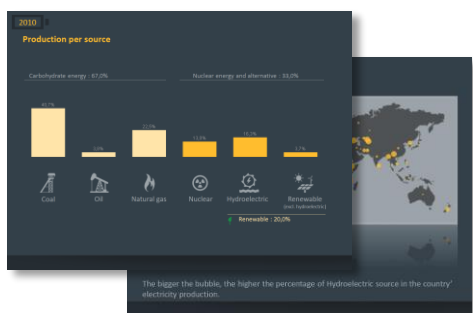 2010
Production per source
Carbohydrate energy : 67,0%
Nuclear energy and alternative : 33,0%
Coal
Oil
Natural gas
Nuclear
Hydroelectric
Renewable
(excl. hydroelectric)
Renewable : 20,0%
The bigger the bubble, the higher the percentage of Hydroelectric source in the country'
electricity production.